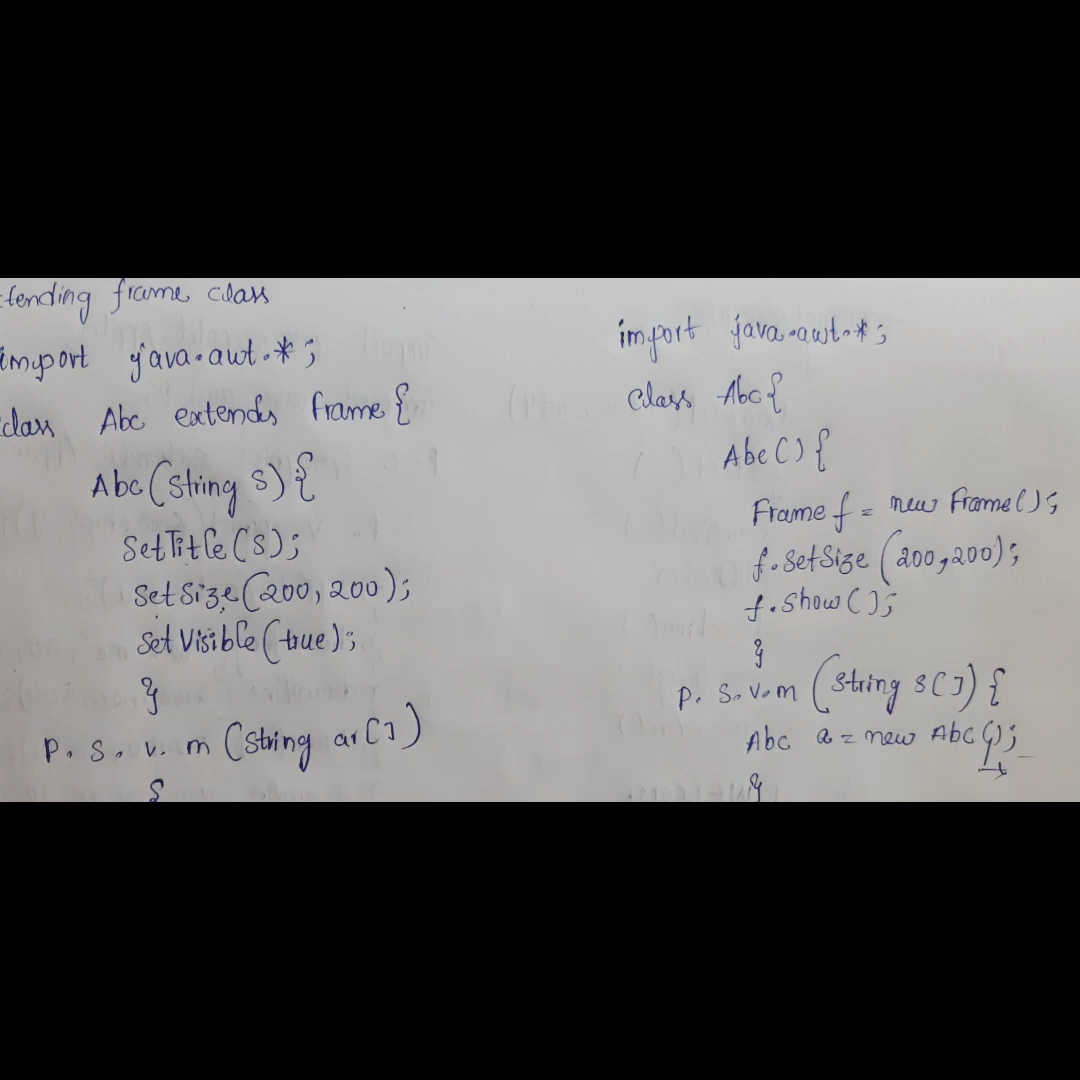 tending frame class
import java.awt.*;
class Abc extends frame {
Abc (String s) {
SetTitle (s);
SetSize (200, 200);
Set Visible (true);
}
P. S. v. m (String ar [])
{
import java.awt.*;
class Abc {
Abc () {
Frame f = new Frame ();
f. SetSize (200, 200);
f. Show ();
}
P. S. v. m (String s []) {
Abc a = new Abc ();
}